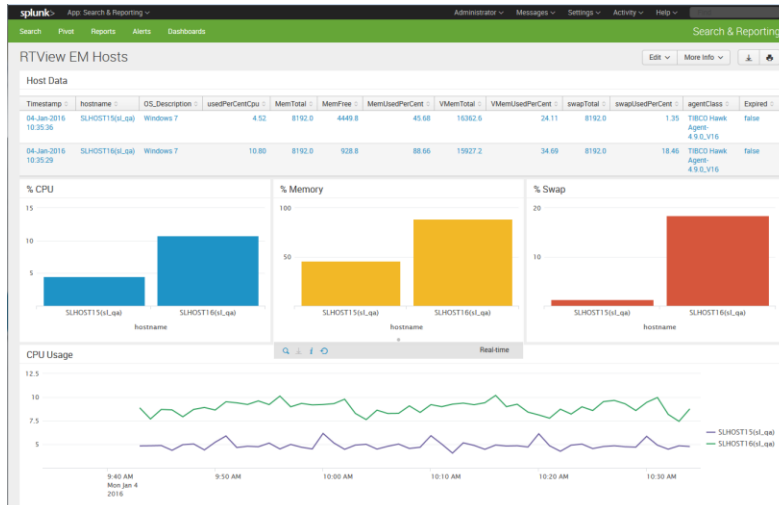 splunk> App: Search & Reporting Administrator Messages Settings Activity Help
Search Pivot Reports Alerts Dashboards Search & Reporting
RTView EM Hosts Edit More Info
Host Data
Timestamp hostname OS_Description usedPerCentCpu MemTotal MemFree MemUsedPerCent VMemTotal VMemUsedPerCent swapTotal swapUsedPerCent agentClass Expired
04-Jan-2016 SLHOST15(sl_qa) Windows 7 4.52 8192.0 4449.8 45.68 16362.6 24.11 8192.0 1.35 TIBCO Hawk false
10:35:36 Agent-
4.9.0_V16
04-Jan-2016 SLHOST16(sl_qa) Windows 7 10.80 8192.0 928.8 88.66 15927.2 34.69 8192.0 18.46 TIBCO Hawk false
10:35:29 Agent-
4.9.0_V16
% CPU
15
10
5
SLHOST15(sl_qa) SLHOST16(sl_qa)
hostname
% Memory
100
50
SLHOST15(sl_qa) SLHOST16(sl_qa)
hostname
% Swap
20
10
SLHOST15(sl_qa) SLHOST16(sl_qa)
hostname
Real-time
CPU Usage
12.5
10
7.5
5
SLHOST15(sl_qa)
SLHOST16(sl_qa)
9:40 AM 9:50 AM 10:00 AM 10:10 AM 10:20 AM 10:30 AM
Mon Jan 4
2016